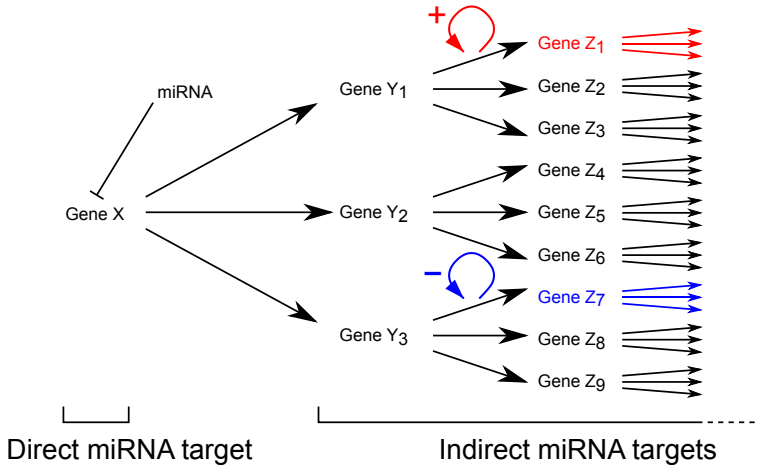 +
Gene Z1
Gene Y1
Gene Z2
miRNA
Gene Z3
Gene Z4
Gene X
Gene Y2
Gene Z5
Gene Z6
−
Gene Z7
Gene Y3
Gene Z8
Gene Z9
Direct miRNA target
Indirect miRNA targets